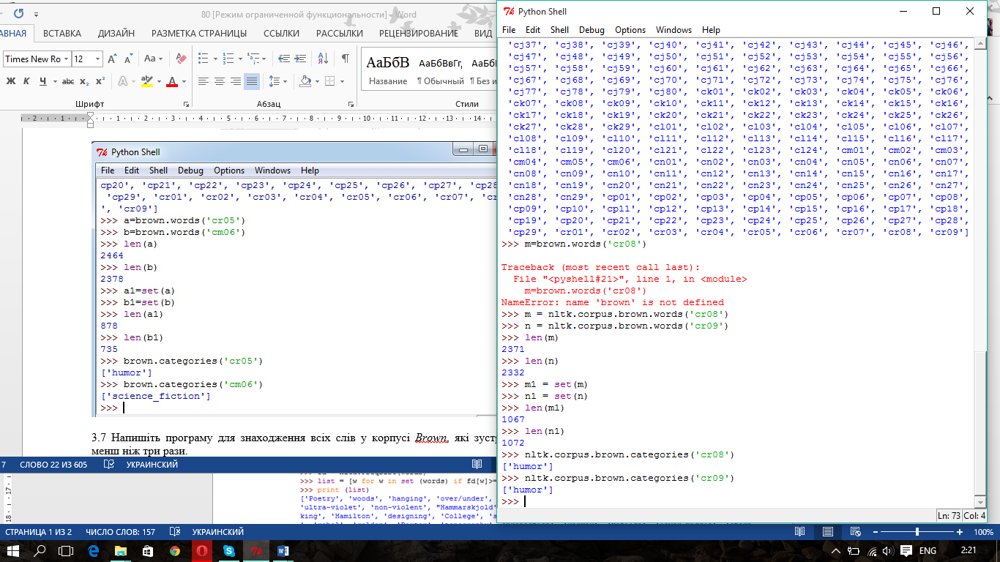 80 [Режим ограниченной функциональности] - Word
АВНАЯ ВСТАВКА ДИЗАЙН РАЗМЕТКА СТРАНИЦЫ ССЫЛКИ РАССЫЛКИ РЕЦЕНЗИРОВАНИЕ ВИД
Times New Ro 12 Aa
Ж К Ч abc x₂ x²
АаБбВ АаБбВвГг, АаБбВ
Название ¶ Обычный ¶ Без и
Шрифт Абзац Стили
2 1 1 2 3 4 5 6 7 8 9 10 11 12 13 14
Python Shell
File Edit Shell Debug Options Windows Help
cp20', 'cp21', 'cp22', 'cp23', 'cp24', 'cp25', 'cp26', 'cp27', 'cp28
'cp29', 'cr01', 'cr02', 'cr03', 'cr04', 'cr05', 'cr06', 'cr07', 'cr
', 'cr09']
>>> a=brown.words('cr05')
>>> b=brown.words('cm06')
>>> len(a)
2464
>>> len(b)
2378
>>> a1=set(a)
>>> b1=set(b)
>>> len(a1)
878
>>> len(b1)
735
>>> brown.categories('cr05')
['humor']
>>> brown.categories('cm06')
['science_fiction']
>>>
3.7 Напишіть програму для знаходження всіх слів у корпусі Brown, які зуст
менш ніж три рази.
7 СЛОВО 22 ИЗ 605 УКРАИНСКИЙ
>>> list = [w for w in set (words) if fd[w]>=
>>> print (list)
['Poetry', 'woods', 'hanging', 'over/under',
'ultra-violet', 'non-violent', "Hammarskjold'
king', 'Hamilton', 'designing', 'College', 's
Python Shell
File Edit Shell Debug Options Windows Help
'cj37', 'cj38', 'cj39', 'cj40', 'cj41', 'cj42', 'cj43', 'cj44', 'cj45', 'cj46',
'cj47', 'cj48', 'cj49', 'cj50', 'cj51', 'cj52', 'cj53', 'cj54', 'cj55', 'cj56',
'cj57', 'cj58', 'cj59', 'cj60', 'cj61', 'cj62', 'cj63', 'cj64', 'cj65', 'cj66',
'cj67', 'cj68', 'cj69', 'cj70', 'cj71', 'cj72', 'cj73', 'cj74', 'cj75', 'cj76',
'cj77', 'cj78', 'cj79', 'cj80', 'ck01', 'ck02', 'ck03', 'ck04', 'ck05', 'ck06',
'ck07', 'ck08', 'ck09', 'ck10', 'ck11', 'ck12', 'ck13', 'ck14', 'ck15', 'ck16',
'ck17', 'ck18', 'ck19', 'ck20', 'ck21', 'ck22', 'ck23', 'ck24', 'ck25', 'ck26',
'ck27', 'ck28', 'ck29', 'cl01', 'cl02', 'cl03', 'cl04', 'cl05', 'cl06', 'cl07',
'cl08', 'cl09', 'cl10', 'cl11', 'cl12', 'cl13', 'cl14', 'cl15', 'cl16', 'cl17',
'cl18', 'cl19', 'cl20', 'cl21', 'cl22', 'cl23', 'cl24', 'cm01', 'cm02', 'cm03',
'cm04', 'cm05', 'cm06', 'cn01', 'cn02', 'cn03', 'cn04', 'cn05', 'cn06', 'cn07',
'cn08', 'cn09', 'cn10', 'cn11', 'cn12', 'cn13', 'cn14', 'cn15', 'cn16', 'cn17',
'cn18', 'cn19', 'cn20', 'cn21', 'cn22', 'cn23', 'cn24', 'cn25', 'cn26', 'cn27',
'cn28', 'cn29', 'cp01', 'cp02', 'cp03', 'cp04', 'cp05', 'cp06', 'cp07', 'cp08',
'cp09', 'cp10', 'cp11', 'cp12', 'cp13', 'cp14', 'cp15', 'cp16', 'cp17', 'cp18',
'cp19', 'cp20', 'cp21', 'cp22', 'cp23', 'cp24', 'cp25', 'cp26', 'cp27', 'cp28',
'cp29', 'cr01', 'cr02', 'cr03', 'cr04', 'cr05', 'cr06', 'cr07', 'cr08', 'cr09']
>>> m=brown.words('cr08')
Traceback (most recent call last):
File "<pyshell#21>", line 1, in <module>
m=brown.words('cr08')
NameError: name 'brown' is not defined
>>> m = nltk.corpus.brown.words('cr08')
>>> n = nltk.corpus.brown.words('cr09')
>>> len(m)
2371
>>> len(n)
2332
>>> m1 = set(m)
>>> n1 = set(n)
>>> len(m1)
1067
>>> len(n1)
1072
>>> nltk.corpus.brown.categories('cr08')
['humor']
>>> nltk.corpus.brown.categories('cr09')
['humor']
>>>
Ln: 73 Col: 4
СТРАНИЦА 1 ИЗ 2 ЧИСЛО СЛОВ: 157 УКРАИНСКИЙ 100%
ENG 2:21